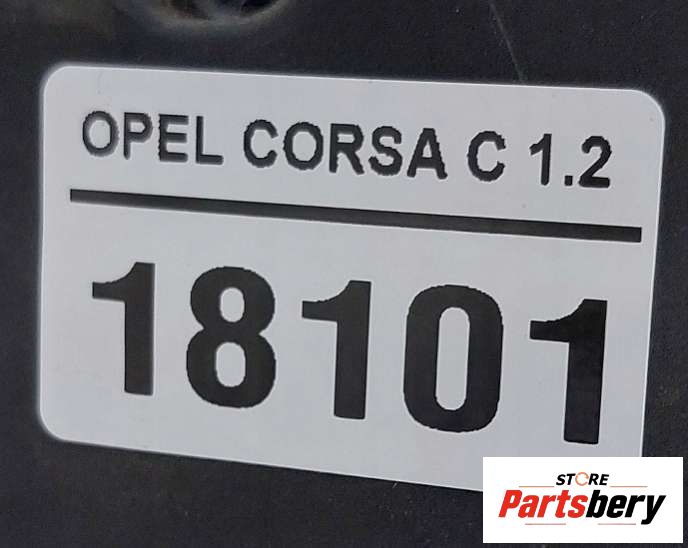 OPEL CORSA C 1.2
18101
STORE
Partsbery